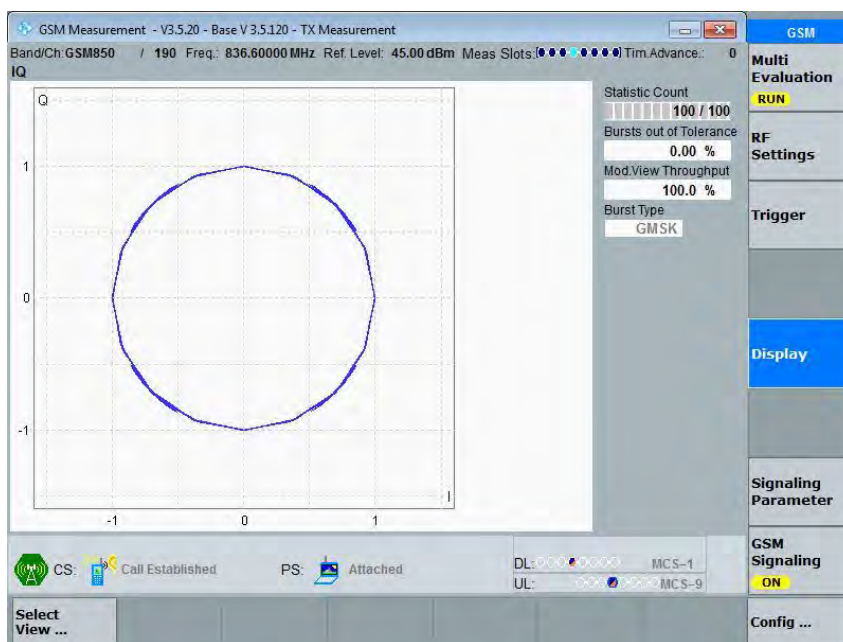 GSM Measurement - V3.5.20 - Base V 3.5.120 - TX Measurement
Band/Ch: GSM850 / 190 Freq.: 836.60000 MHz Ref. Level: 45.00 dBm Meas Slots: Tim.Advance.: 0
IQ
Q
1
0
-1
I
-1 0 1
Statistic Count
100 / 100
Bursts out of Tolerance
0.00 %
Mod.View Throughput
100.0 %
Burst Type
GMSK
CS: Call Established PS: Attached
DL: MCS-1
UL: MCS-9
Select
View ...
GSM
Multi
Evaluation
RUN
RF
Settings
Trigger
Display
Signaling
Parameter
GSM
Signaling
ON
Config ...